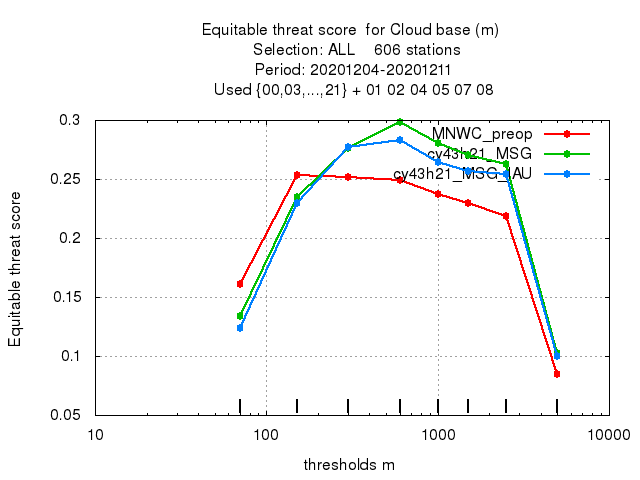 Equitable threat score  for Cloud base (m)
Selection: ALL    606 stations
Period: 20201204-20201211
Used {00,03,...,21} + 01 02 04 05 07 08
0.3
MNWC_preop
cy43h21_MSG
0.25
cy43h21_MSG_AU
Equitable threat score
0.2
0.15
0.1
0.05
10
100
1000
10000
thresholds m